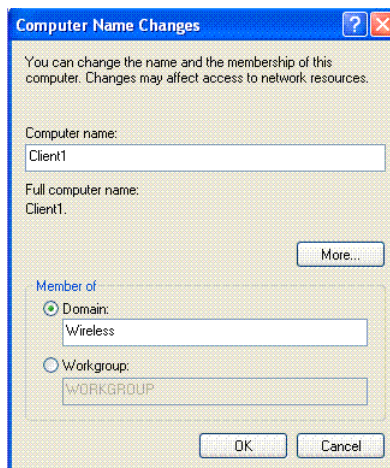 Computer Name Changes
You can change the name and the membership of this
computer. Changes may affect access to network resources.
Computer name:
Client1
Full computer name:
Client1.
More...
Member of
Domain:
Wireless
Workgroup:
WORKGROUP
OK
Cancel